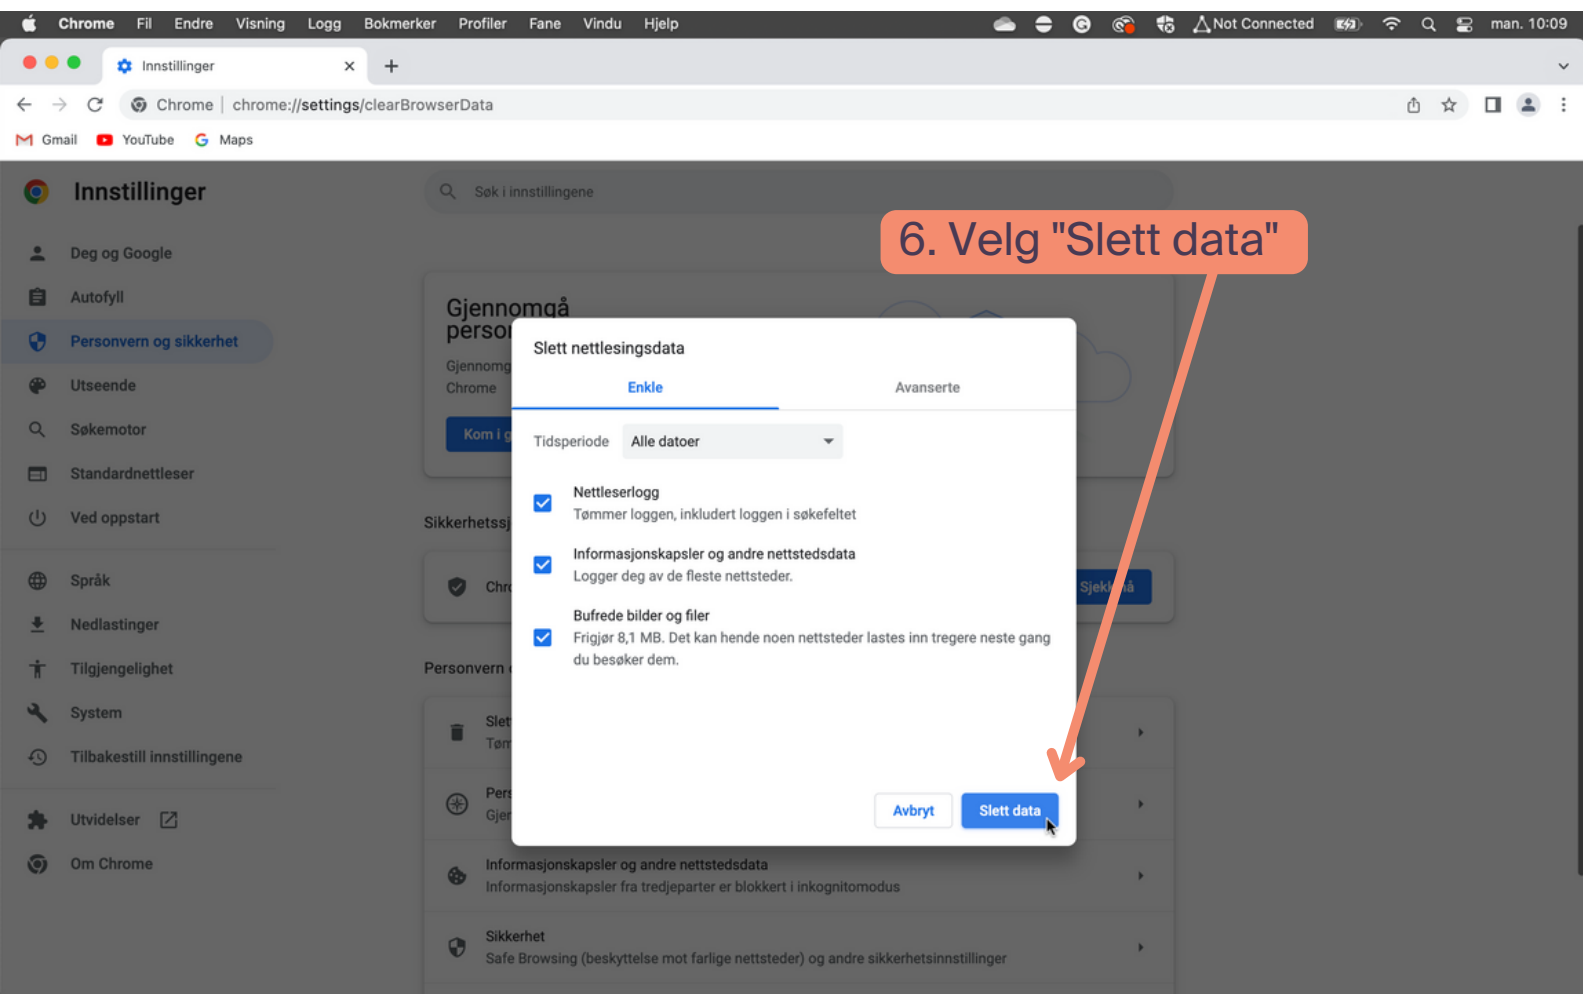 Chrome Fil Endre Visning Logg Bokmerker Profiler Fane Vindu Hjelp Not Connected man. 10:09
Innstillinger
Chrome | chrome://settings/clearBrowserData
Gmail YouTube Maps
Innstillinger
Søk i innstillingene
6. Velg "Slett data"
Deg og Google
Autofyll
Personvern og sikkerhet
Utseende
Søkemotor
Standardnettleser
Ved oppstart
Språk
Nedlastinger
Tilgjengelighet
System
Tilbakestill innstillingene
Utvidelser
Om Chrome
Gjennomgå
Chrome
Kom i
Slett nettlesingsdata
Enkle Avanserte
Tidsperiode Alle datoer
Nettleserlogg
Tømmer loggen, inkludert loggen i søkefeltet
Informasjonskapsler og andre nettstedsdata
Logger deg av de fleste nettsteder.
Bufrede bilder og filer
Frigjør 8,1 MB. Det kan hende noen nettsteder lastes inn tregere neste gang
du besøker dem.
Avbryt Slett data
Personvern
Informasjonskapsler og andre nettstedsdata
Informasjonskapsler fra tredjeparter er blokkert i inkognitomodus
Sikkerhet
Safe Browsing (beskyttelse mot farlige nettsteder) og andre sikkerhetsinnstillinger